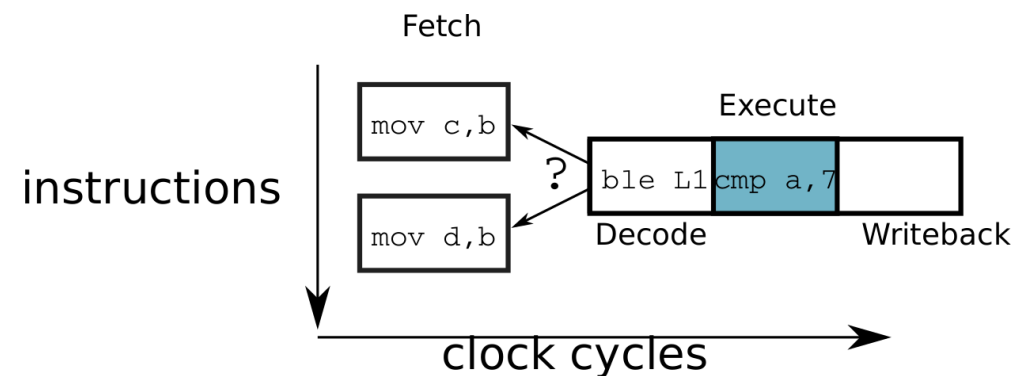 Fetch
mov c,b
Execute
instructions
?
ble L1
cmp a,7
mov d,b
Decode
Writeback
clock cycles